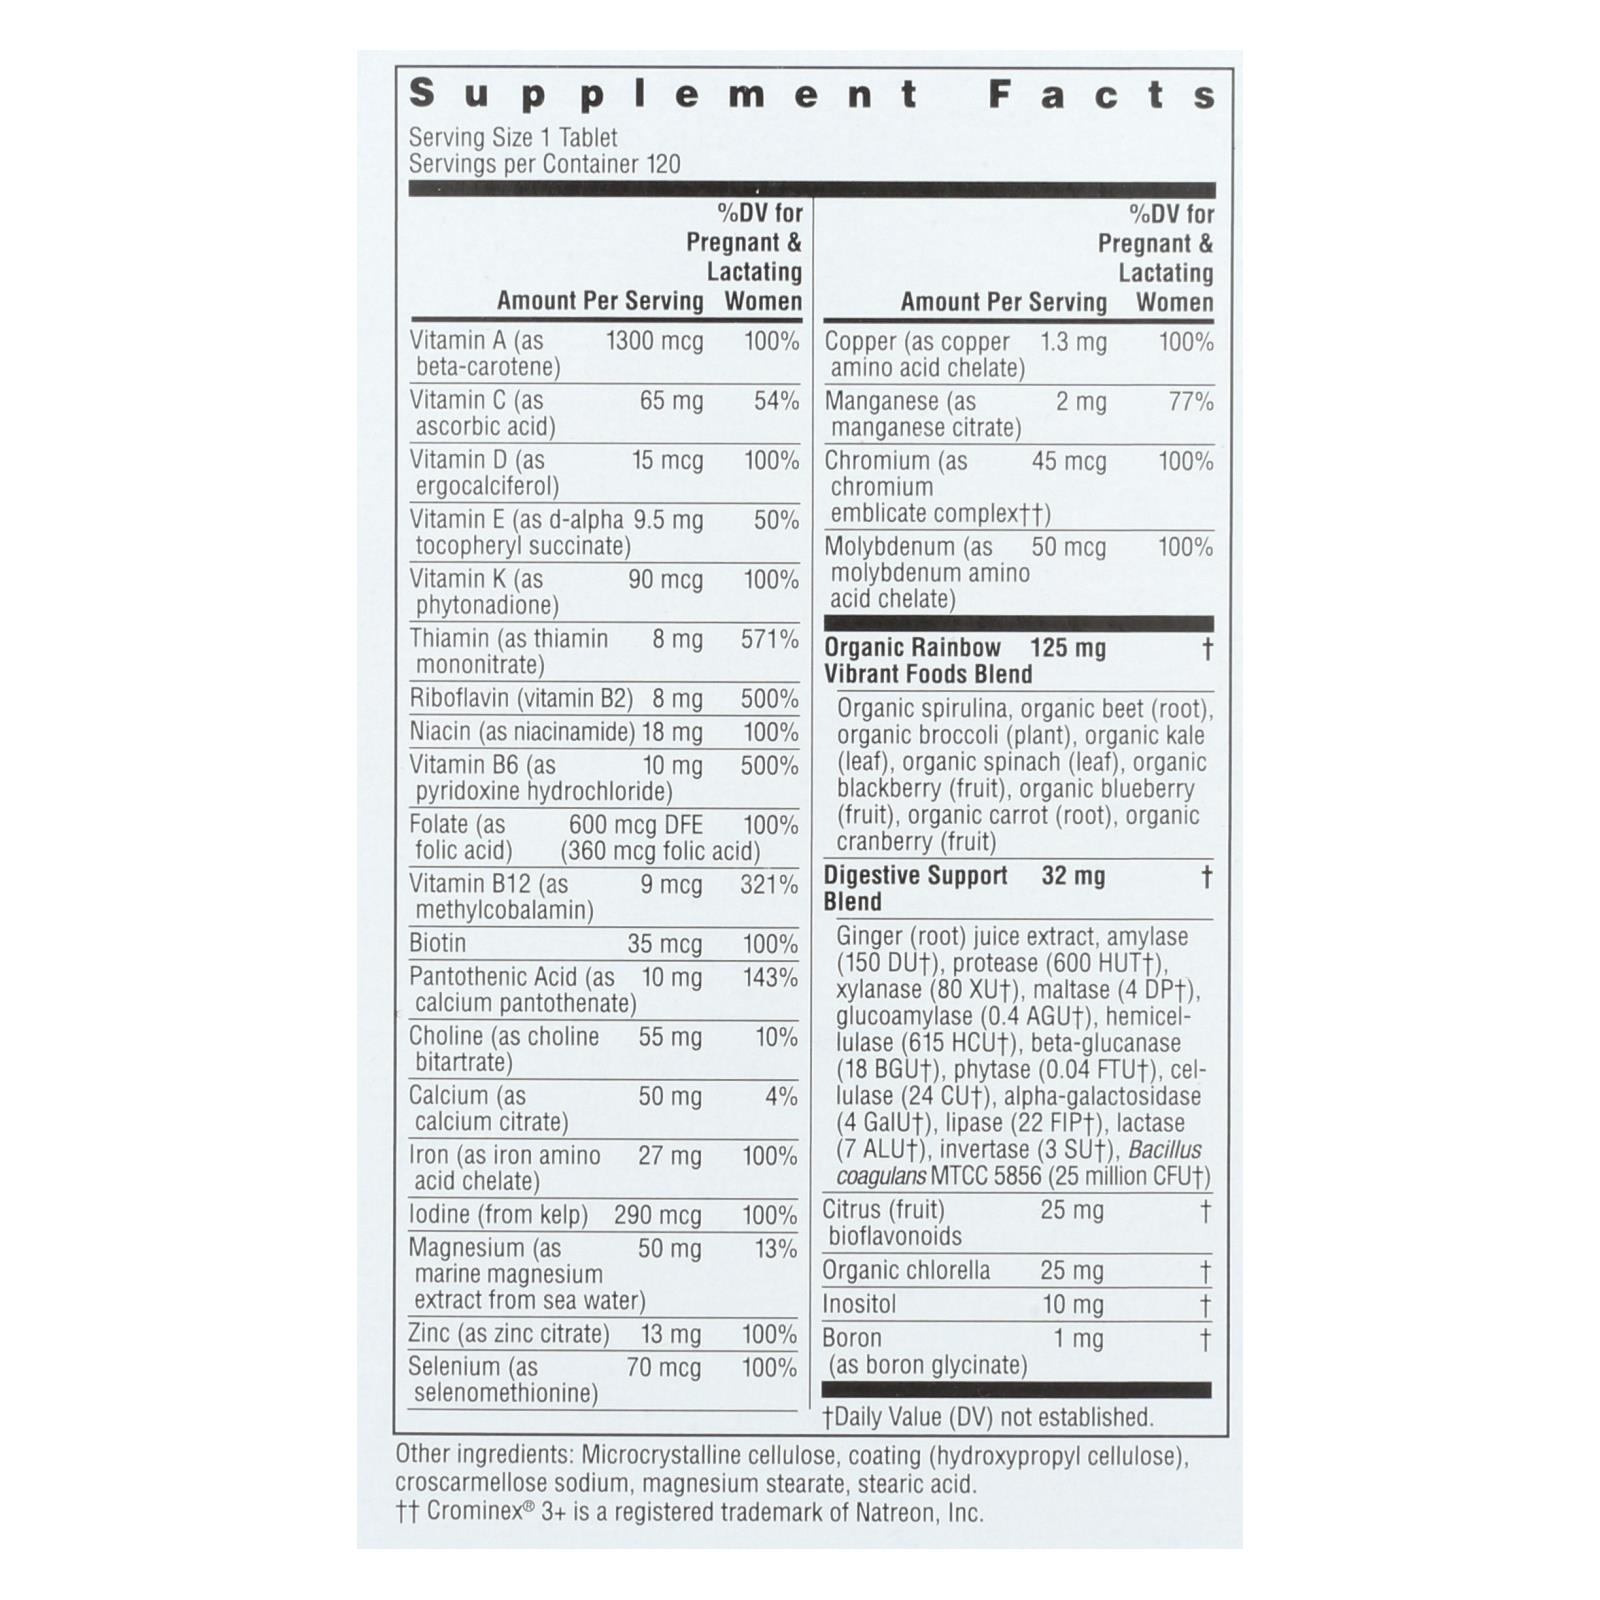 Supplement Facts
Serving Size 1 Tablet
Servings per Container 120
%DV for
Pregnant &
Lactating
Amount Per Serving Women
Vitamin A (as 1300 mcg 100%
beta-carotene)
Vitamin C (as 65 mg 54%
ascorbic acid)
Vitamin D (as 15 mcg 100%
ergocalciferol)
Vitamin E (as d-alpha 9.5 mg 50%
tocopheryl succinate)
Vitamin K (as 90 mcg 100%
phytonadione)
Thiamin (as thiamin 8 mg 571%
mononitrate)
Riboflavin (vitamin B2) 8 mg 500%
Niacin (as niacinamide) 18 mg 100%
Vitamin B6 (as 10 mg 500%
pyridoxine hydrochloride)
Folate (as 600 mcg DFE 100%
folic acid) (360 mcg folic acid)
Vitamin B12 (as 9 mcg 321%
methylcobalamin)
Biotin 35 mcg 100%
Pantothenic Acid (as 10 mg 143%
calcium pantothenate)
Choline (as choline 55 mg 10%
bitartrate)
Calcium (as 50 mg 4%
calcium citrate)
Iron (as iron amino 27 mg 100%
acid chelate)
Iodine (from kelp) 290 mcg 100%
Magnesium (as 50 mg 13%
marine magnesium
extract from sea water)
Zinc (as zinc citrate) 13 mg 100%
Selenium (as 70 mcg 100%
selenomethionine)
%DV for
Pregnant &
Lactating
Amount Per Serving Women
Copper (as copper 1.3 mg 100%
amino acid chelate)
Manganese (as 2 mg 77%
manganese citrate)
Chromium (as 45 mcg 100%
chromium
emblicate complex††)
Molybdenum (as 50 mcg 100%
molybdenum amino
acid chelate)
Organic Rainbow 125 mg †
Vibrant Foods Blend
Organic spirulina, organic beet (root),
organic broccoli (plant), organic kale
(leaf), organic spinach (leaf), organic
blackberry (fruit), organic blueberry
(fruit), organic carrot (root), organic
cranberry (fruit)
Digestive Support 32 mg †
Blend
Ginger (root) juice extract, amylase
(150 DU†), protease (600 HUT†),
xylanase (80 XU†), maltase (4 DP†),
glucoamylase (0.4 AGU†), hemicel-
lulase (615 HCU†), beta-glucanase
(18 BGU†), phytase (0.04 FTU†), cel-
lulase (24 CU†), alpha-galactosidase
(4 GalU†), lipase (22 FIP†), lactase
(7 ALU†), invertase (3 SU†), Bacillus
coagulans MTCC 5856 (25 million CFU†)
Citrus (fruit) 25 mg †
bioflavonoids
Organic chlorella 25 mg †
Inositol 10 mg †
Boron 1 mg †
(as boron glycinate)
†Daily Value (DV) not established.
Other ingredients: Microcrystalline cellulose, coating (hydroxypropyl cellulose),
croscarmellose sodium, magnesium stearate, stearic acid.
†† Crominex® 3+ is a registered trademark of Natreon, Inc.